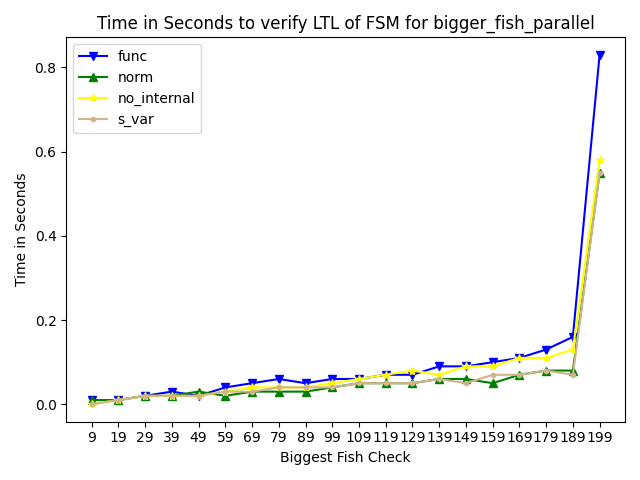 Time in Seconds to verify LTL of FSM for bigger_fish_parallel
func
norm
no_internal
s_var
0.8
0.6
0.4
0.2
0.0
Time in Seconds
9 19 29 39 49 59 69 79 89 99 109 119 129 139 149 159 169 179 189 199
Biggest Fish Check